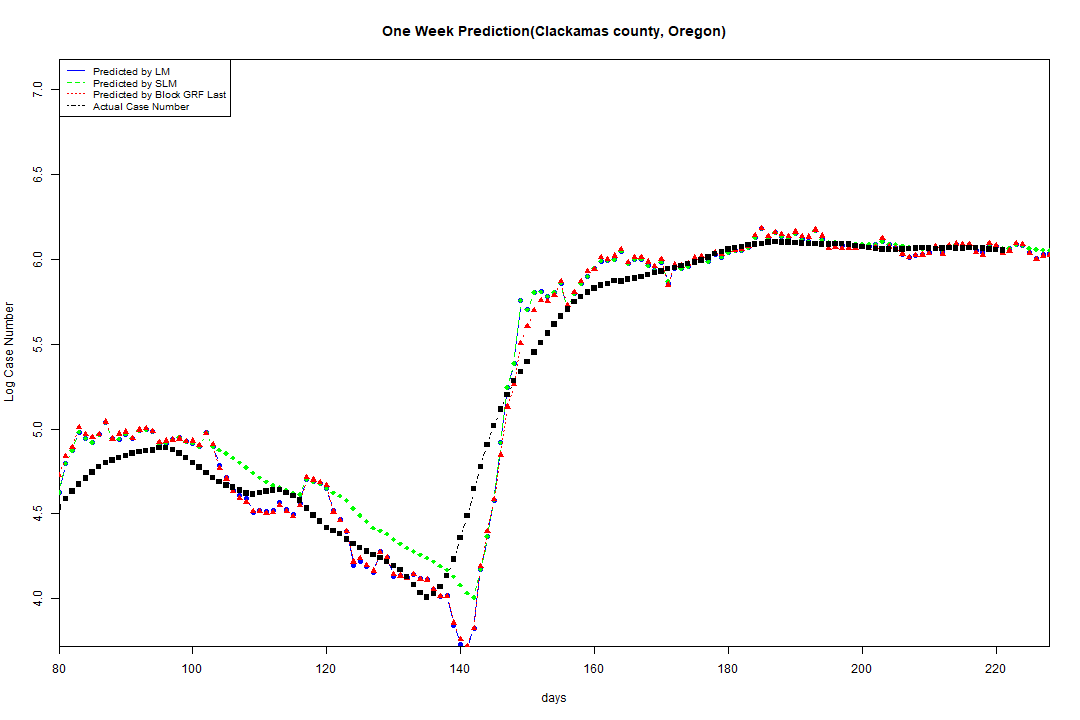 One Week Prediction(Clackamas county, Oregon)
Predicted by LM
Predicted by SLM
Predicted by Block GRF Last
Actual Case Number
7.0
6.5
6.0
5.5
5.0
4.5
4.0
Log Case Number
80 100 120 140 160 180 200 220
days